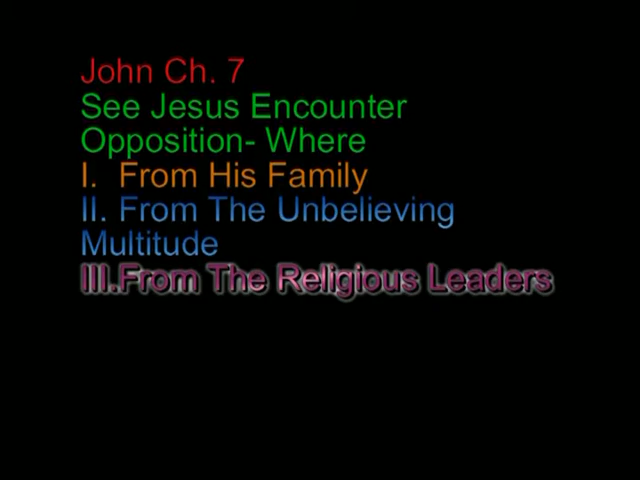 John Ch. 7
See Jesus Encounter
Opposition- Where
I.  From His Family
II. From The Unbelieving
Multitude
III.From The Religious Leaders